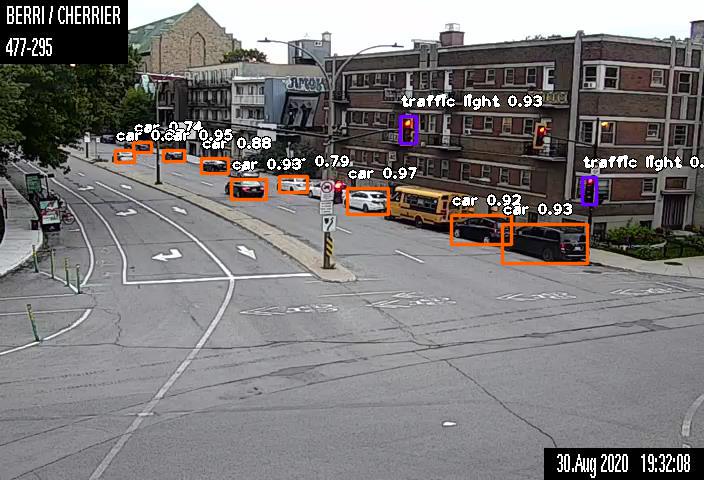 BERRI / CHERRIER
477-295
traffic light 0.93
car 0.74
0.95
car 0.88
car 0.93
0.79
car 0.97
traffic light 0.
car 0.92
car 0.93
30.Aug 2020 19:32:08